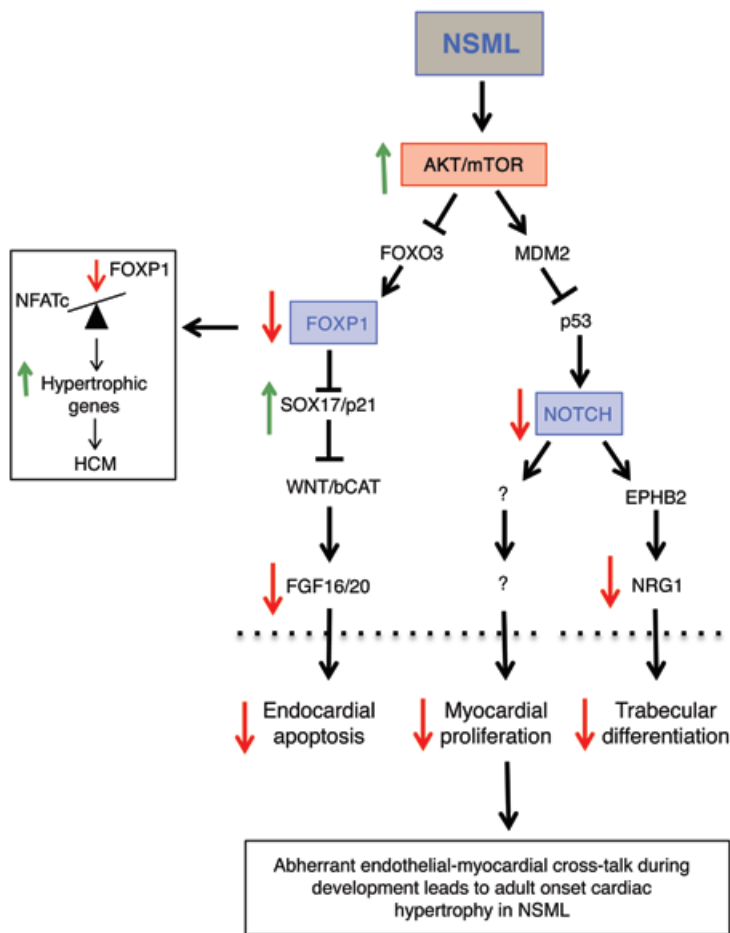 NSML
AKT/mTOR
FOXO3
MDM2
FOXP1
NFATc
Hypertrophic
genes
HCM
FOXP1
p53
SOX17/p21
NOTCH
WNT/bCAT
?
EPHB2
FGF16/20
?
NRG1
Endocardial
apoptosis
Myocardial
proliferation
Trabecular
differentiation
Abherrant endothelial-myocardial cross-talk during
development leads to adult onset cardiac
hypertrophy in NSML